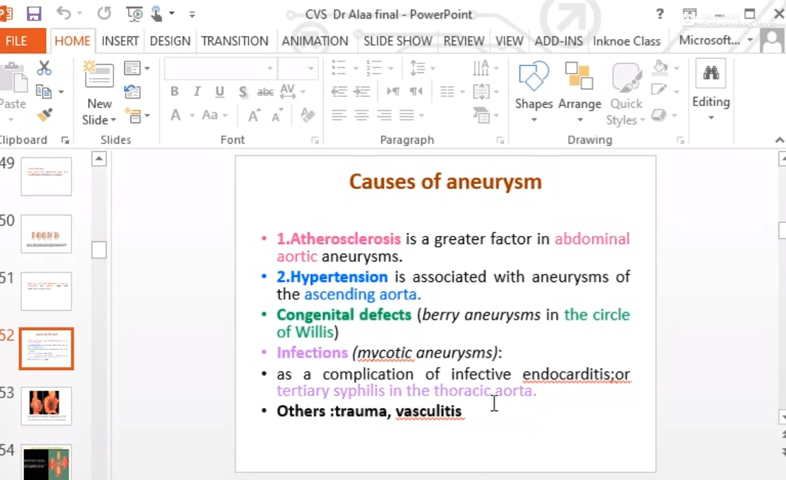 CVS Dr Alaa final - PowerPoint
FILE HOME INSERT DESIGN TRANSITION ANIMATION SLIDE SHOW REVIEW VIEW ADD-INS Inknoe Class Microsoft...
Paste New Slide Shapes Arrange Quick Styles Editing
B I U S abc AV
A Aa A A
Clipboard Slides Font Paragraph Drawing
49
50
51
52
53
54
Causes of aneurysm
• 1.Atherosclerosis is a greater factor in abdominal
aortic aneurysms.
• 2.Hypertension is associated with aneurysms of
the ascending aorta.
• Congenital defects (berry aneurysms in the circle
of Willis)
• Infections (mycotic aneurysms):
• as a complication of infective endocarditis;or
tertiary syphilis in the thoracic aorta.
• Others :trauma, vasculitis